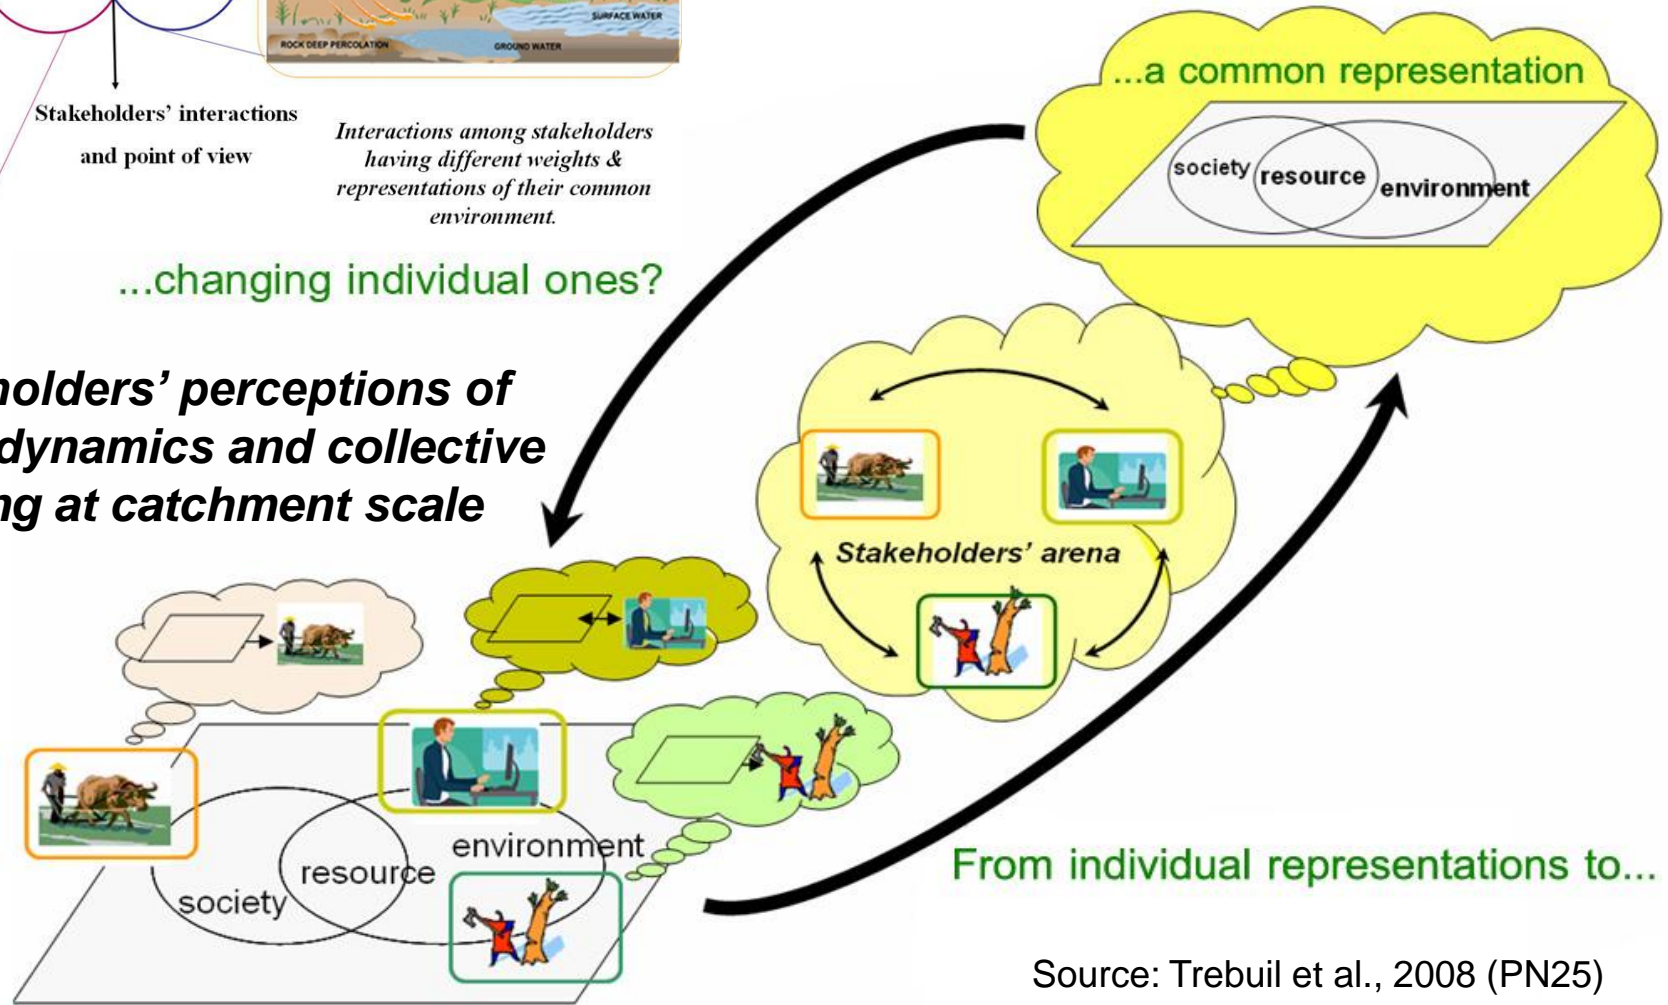 SURFACE WATER
ROCK DEEP PERCOLATION
GROUND WATER
Stakeholders' interactions
and point of view
Interactions among stakeholders
having different weights &
representations of their common
environment.
...a common representation
society
resource
environment
...changing individual ones?
holders' perceptions of
dynamics and collective
ng at catchment scale
Stakeholders' arena
environment
resource
society
From individual representations to...
Source: Trebuil et al., 2008 (PN25)